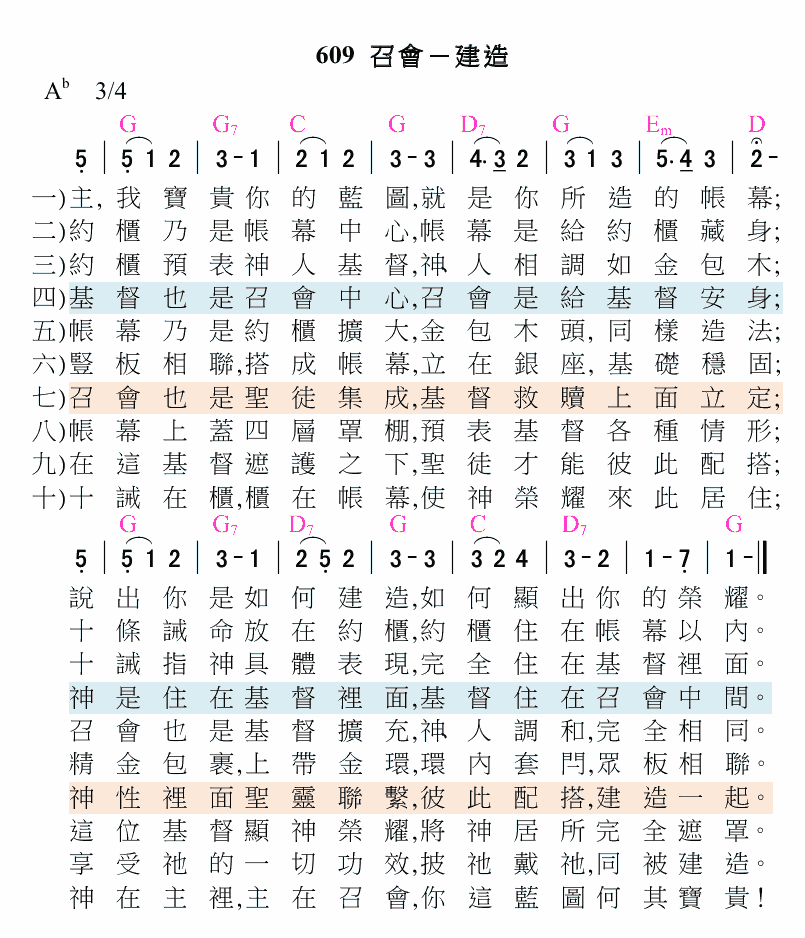 609 召會－建造
A♭ 3/4
G G7 C G D7 G Em D
5 | 5 1 2 | 3 - 1 | 2 1 2 | 3 - 3 | 4. 3 2 | 3 1 3 | 5. 4 3 | 2 -
一)主,我寶貴你的藍圖,就是你所造的帳幕;
二)約櫃乃是帳幕中心,帳幕是給約櫃藏身;
三)約櫃預表神人基督,神人相調如金包木;
四)基督也是召會中心,召會是給基督安身;
五)帳幕乃是約櫃擴大,金包木頭,同樣造法;
六)豎板相聯,搭成帳幕,立在銀座,基礎穩固;
七)召會也是聖徒集成,基督救贖上面立定;
八)帳幕上蓋四層罩棚,預表基督各種情形;
九)在這基督遮護之下,聖徒才能彼此配搭;
十)十誡在櫃,櫃在帳幕,使神榮耀來此居住;
G G7 D7 G C D7 G
5 | 5 1 2 | 3 - 1 | 2 5 2 | 3 - 3 | 3 2 4 | 3 - 2 | 1 - 7 | 1 - ‖
說出你是如何建造,如何顯出你的榮耀。
十條誡命放在約櫃,約櫃住在帳幕以內。
十誡指神具體表現,完全住在基督裡面。
神是住在基督裡面,基督住在召會中間。
召會也是基督擴充,神人調和,完全相同。
精金包裹,上帶金環,環內套閂,眾板相聯。
神性裡面聖靈聯繫,彼此配搭,建造一起。
這位基督顯神榮耀,將神居所完全遮罩。
享受祂的一切功效,披祂戴祂,同被建造。
神在主裡,主在召會,你這藍圖何其寶貴!